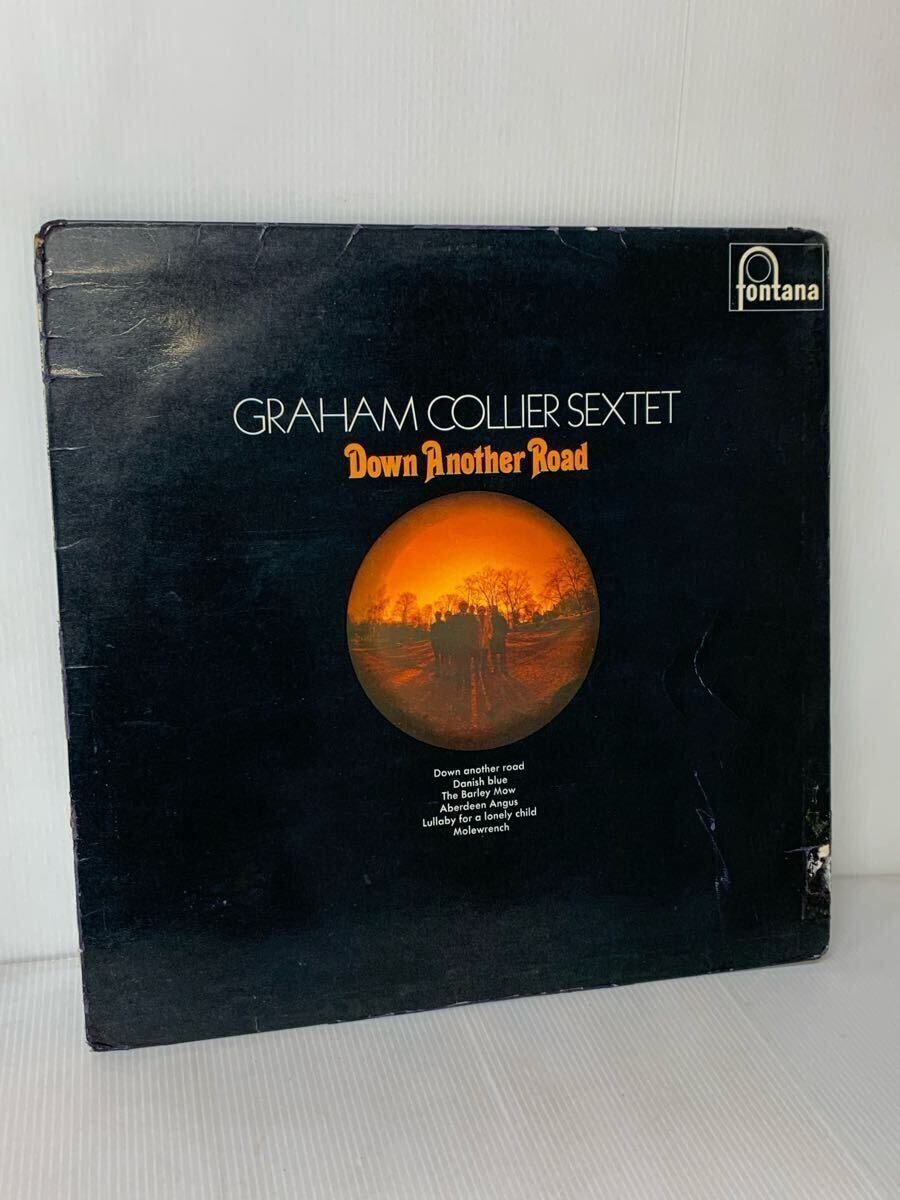 fontana
GRAHAM COLLIER SEXTET
Down Another Road
Down another road
Danish blue
The Barley Mow
Aberdeen Angus
Lullaby for a lonely child
Molewrench